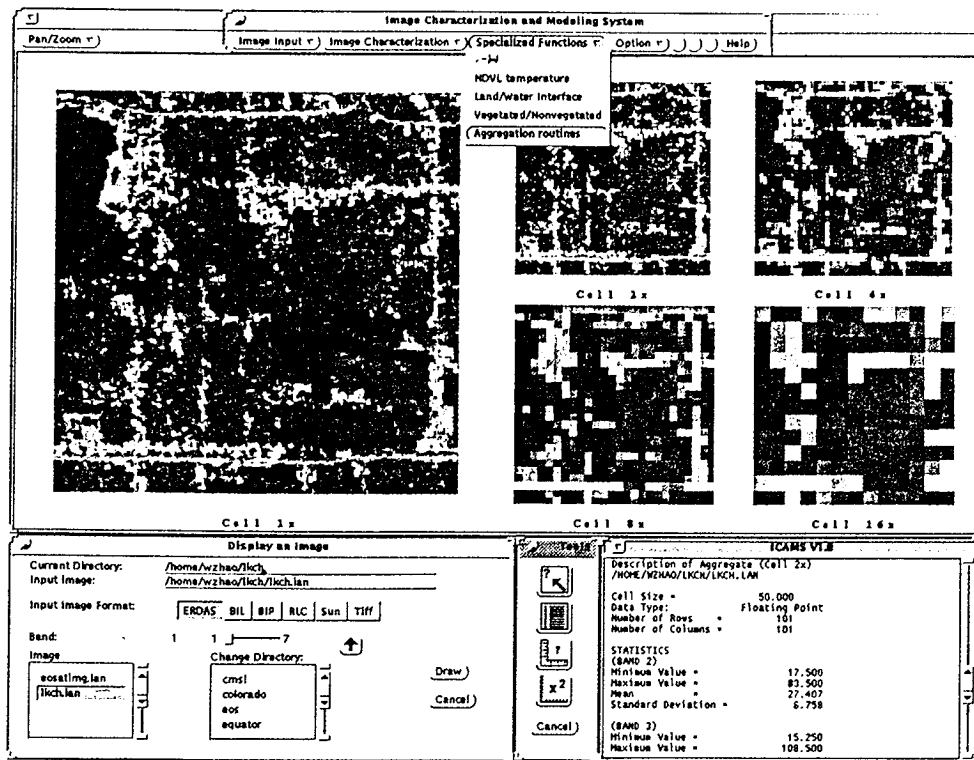 Image Characterization and Modeling System
Pan/Zoom
Image Input
Image Characterization
Specialized Functions
Option
Help
NDVI, temperature
Land/water Interface
Vegetated/Nonvegetated
Aggregation routines
Cell 1x
Cell 2x
Cell 4x
Cell 8x
Cell 16x
Display an image
Current Directory: /home/wzhao/lkch
Input Image: /home/wzhao/lkch/lkch.lan
Input Image Format: ERDAS BIL BIP RLC Sun Tiff
Band: 1 1 7
Image
eosatimg.lan
lkch.lan
Change Directory:
cmsl
colorado
eos
equator
Draw
Cancel
Tools
?
?
x2
Cancel
ICAMS V1.0
Description of Aggregate (Cell 2x)
/HOME/WZHAO/LKCH/LKCH.LAN
Cell Size = 50.000
Data Type: Floating Point
Number of Rows = 101
Number of Columns = 101
STATISTICS
(BAND 2)
Minimum Value = 17.500
Maximum Value = 83.500
Mean = 27.407
Standard Deviation = 6.758
(BAND 3)
Minimum Value = 15.250
Maximum Value = 108.500